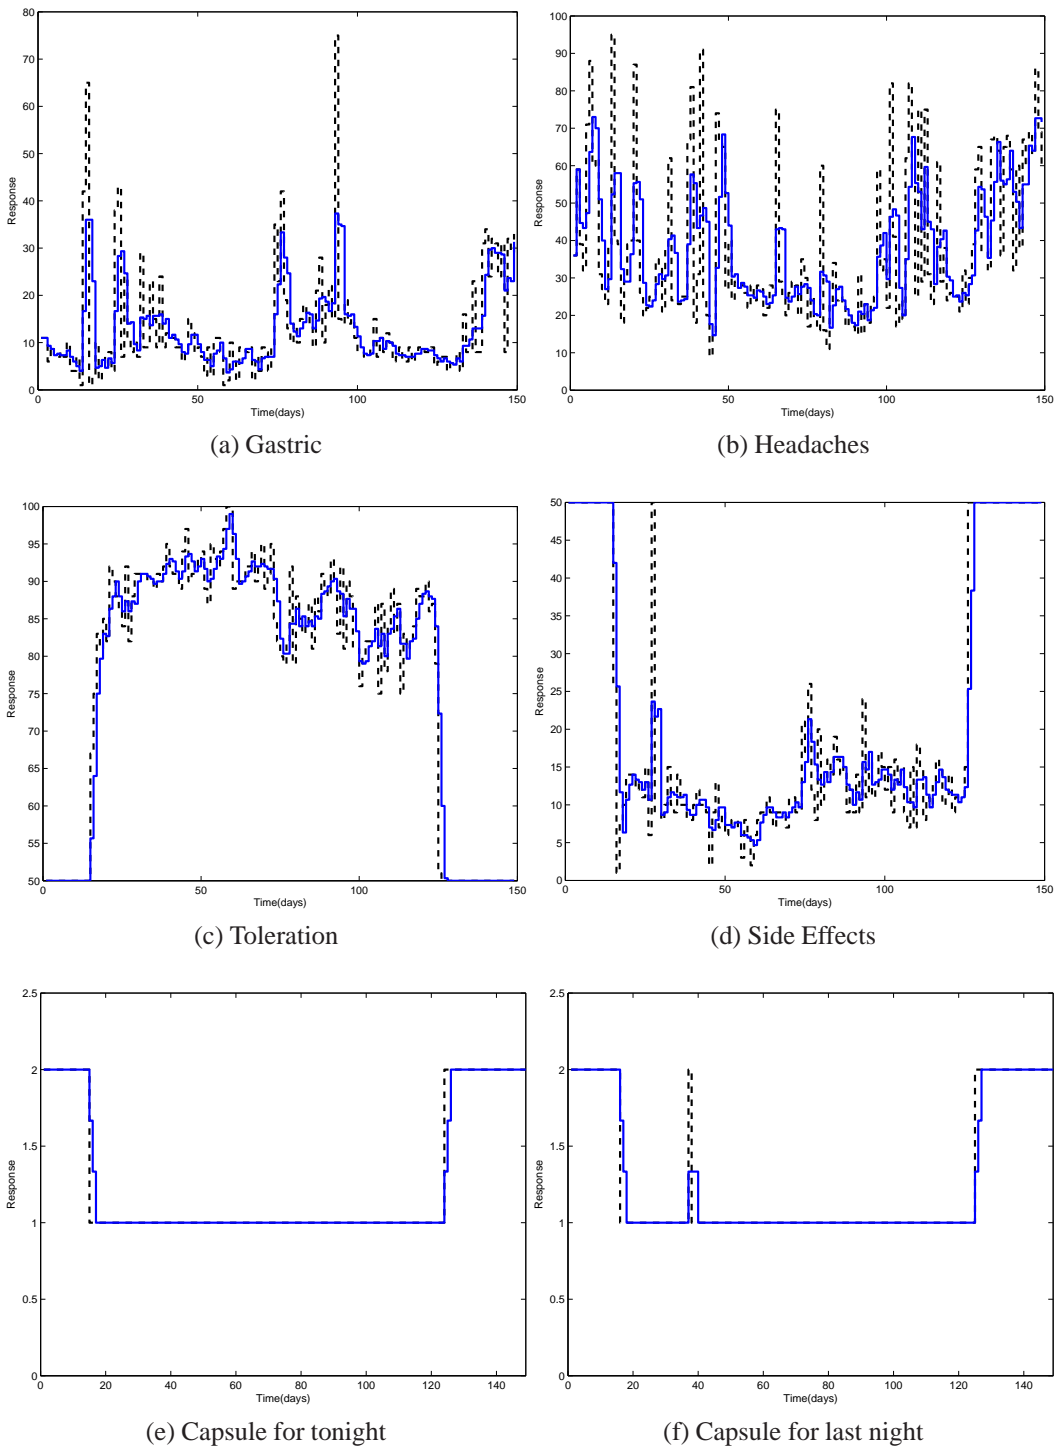 80
70
60
50
40
30
20
10
0
Response
0 50 100 150
Time(days)
(a) Gastric
100
90
80
70
60
50
40
30
20
10
0
Response
0 50 100 150
Time(days)
(b) Headaches
100
95
90
85
80
75
70
65
60
55
50
Response
0 50 100 150
Time(days)
(c) Toleration
50
45
40
35
30
25
20
15
10
5
0
Response
0 50 100 150
Time(days)
(d) Side Effects
2.5
2
1.5
1
0.5
0
Response
0 20 40 60 80 100 120 140
Time(days)
(e) Capsule for tonight
2.5
2
1.5
1
0.5
0
Response
0 20 40 60 80 100 120 140
Time(days)
(f) Capsule for last night